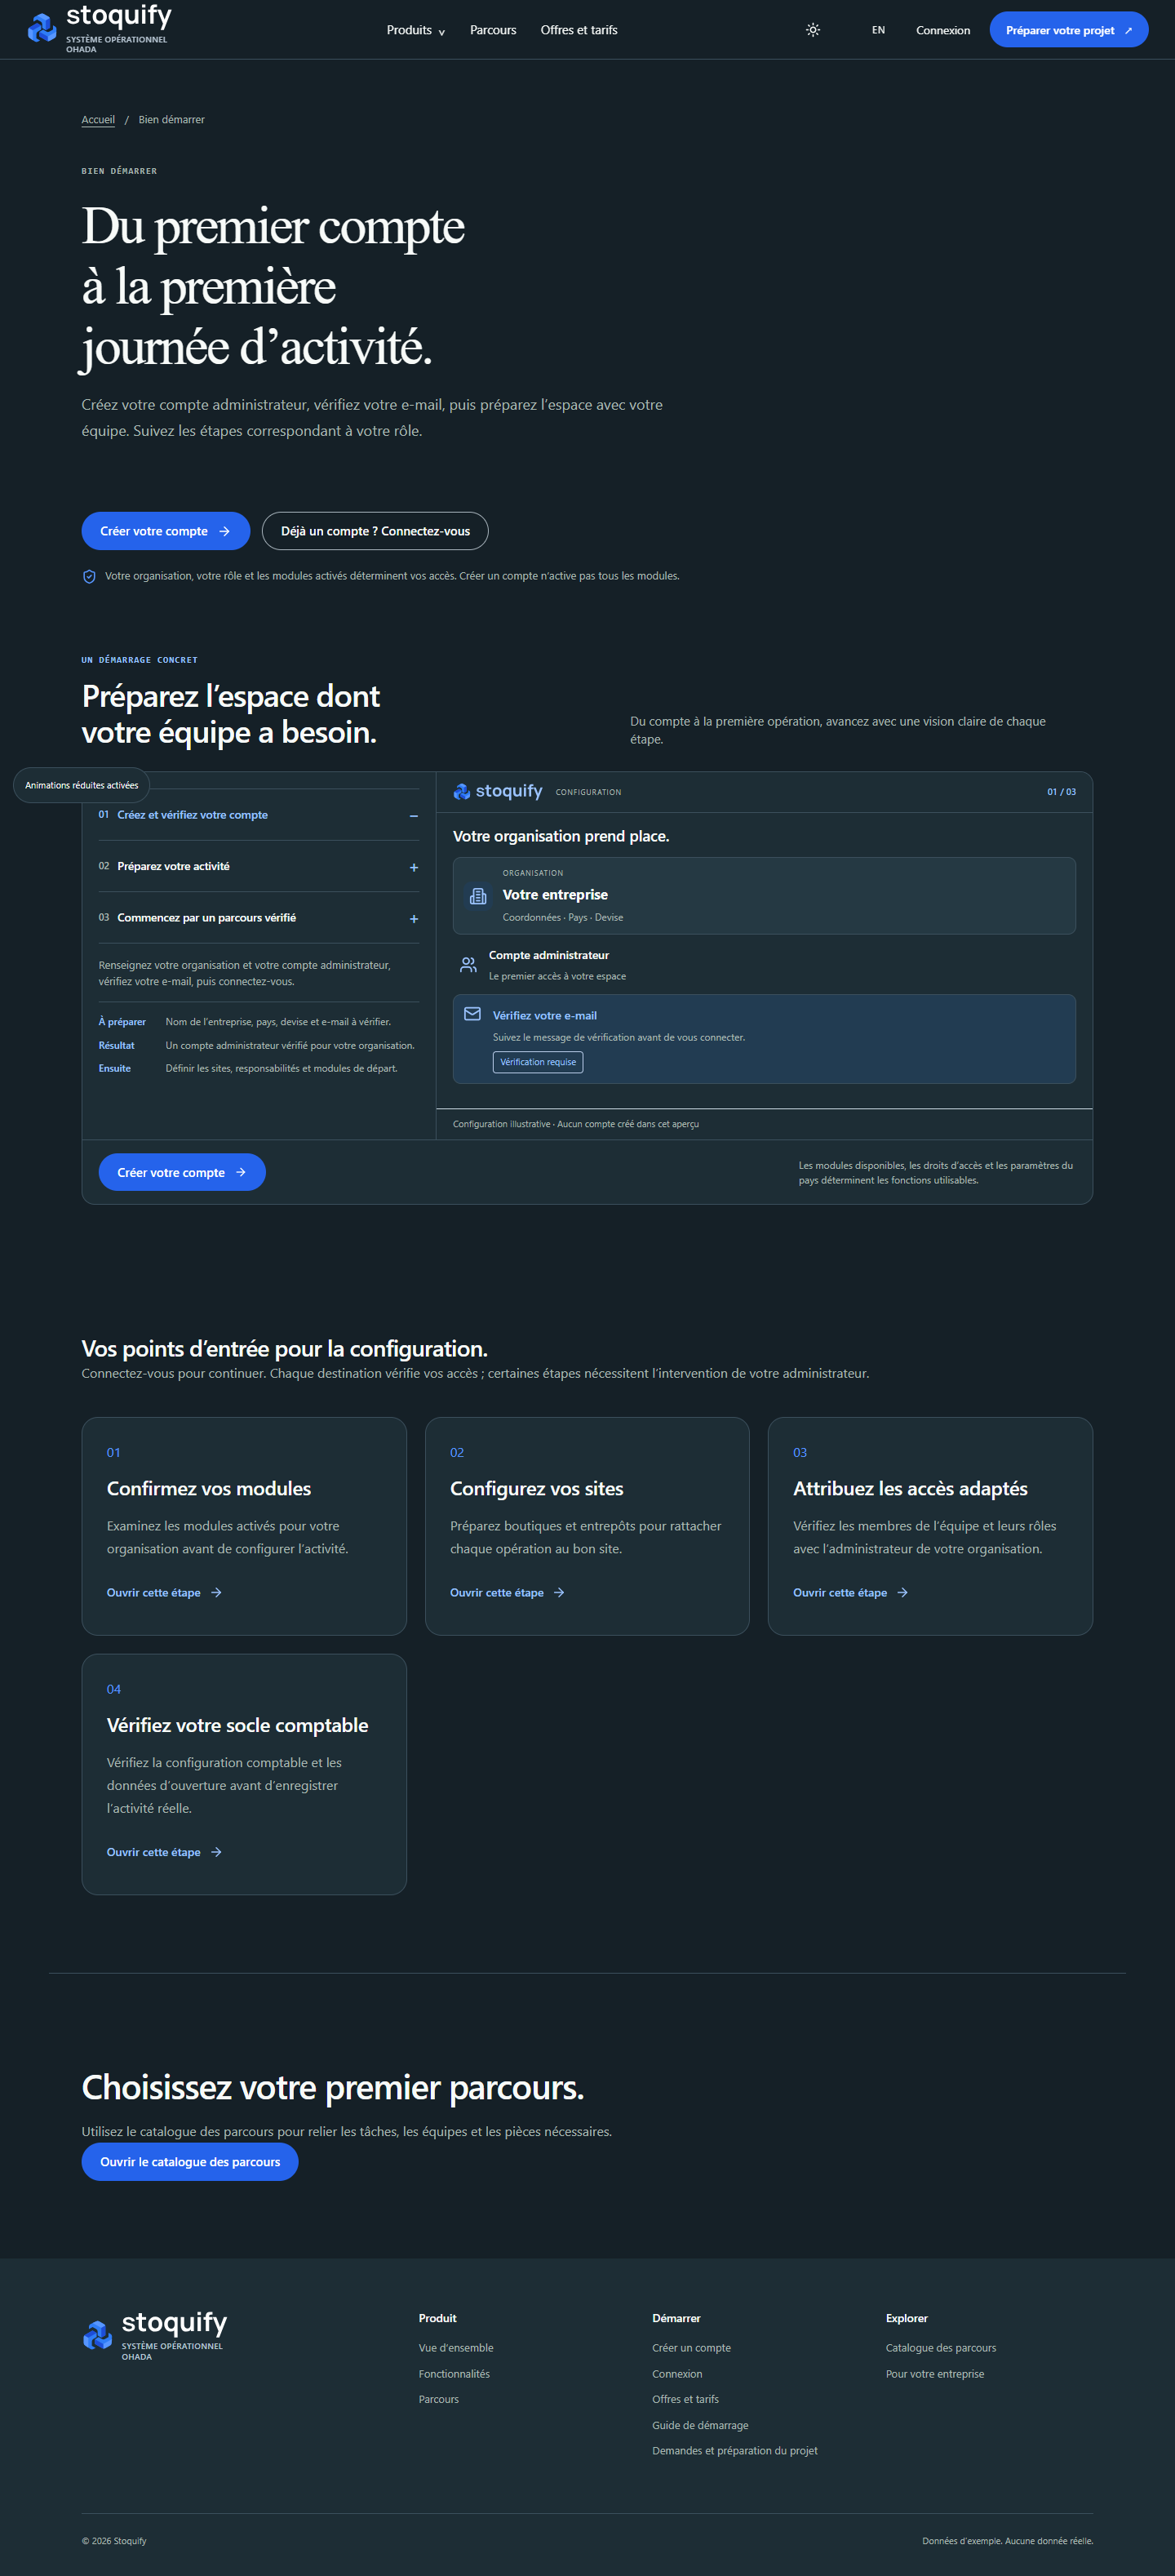 stoquify
SYSTÈME OPÉRATIONNEL
OHADA
Produits
Parcours
Offres et tarifs
EN
Connexion
Préparer votre projet ↗
Accueil / Bien démarrer
BIEN DÉMARRER
Du premier compte
à la première
journée d’activité.
Créez votre compte administrateur, vérifiez votre e-mail, puis préparez l’espace avec votre
équipe. Suivez les étapes correspondant à votre rôle.
Créer votre compte →
Déjà un compte ? Connectez-vous
Votre organisation, votre rôle et les modules activés déterminent vos accès. Créer un compte n’active pas tous les modules.
UN DÉMARRAGE CONCRET
Préparez l’espace dont
votre équipe a besoin.
Du compte à la première opération, avancez avec une vision claire de chaque
étape.
Animations réduites activées
01 Créez et vérifiez votre compte −
02 Préparez votre activité +
03 Commencez par un parcours vérifié +
Renseignez votre organisation et votre compte administrateur,
vérifiez votre e-mail, puis connectez-vous.
À préparer Nom de l’entreprise, pays, devise et e-mail à vérifier.
Résultat Un compte administrateur vérifié pour votre organisation.
Ensuite Définir les sites, responsabilités et modules de départ.
stoquify CONFIGURATION 01 / 03
Votre organisation prend place.
ORGANISATION
Votre entreprise
Coordonnées · Pays · Devise
Compte administrateur
Le premier accès à votre espace
Vérifiez votre e-mail
Suivez le message de vérification avant de vous connecter.
Vérification requise
Configuration illustrative · Aucun compte créé dans cet aperçu
Créer votre compte →
Les modules disponibles, les droits d’accès et les paramètres du
pays déterminent les fonctions utilisables.
Vos points d’entrée pour la configuration.
Connectez-vous pour continuer. Chaque destination vérifie vos accès ; certaines étapes nécessitent l’intervention de votre administrateur.
01
Confirmez vos modules
Examinez les modules activés pour votre
organisation avant de configurer l’activité.
Ouvrir cette étape →
02
Configurez vos sites
Préparez boutiques et entrepôts pour rattacher
chaque opération au bon site.
Ouvrir cette étape →
03
Attribuez les accès adaptés
Vérifiez les membres de l’équipe et leurs rôles
avec l’administrateur de votre organisation.
Ouvrir cette étape →
04
Vérifiez votre socle comptable
Vérifiez la configuration comptable et les
données d’ouverture avant d’enregistrer
l’activité réelle.
Ouvrir cette étape →
Choisissez votre premier parcours.
Utilisez le catalogue des parcours pour relier les tâches, les équipes et les pièces nécessaires.
Ouvrir le catalogue des parcours
stoquify
SYSTÈME OPÉRATIONNEL
OHADA
Produit
Vue d’ensemble
Fonctionnalités
Parcours
Démarrer
Créer un compte
Connexion
Offres et tarifs
Guide de démarrage
Demandes et préparation du projet
Explorer
Catalogue des parcours
Pour votre entreprise
© 2026 Stoquify
Données d’exemple. Aucune donnée réelle.